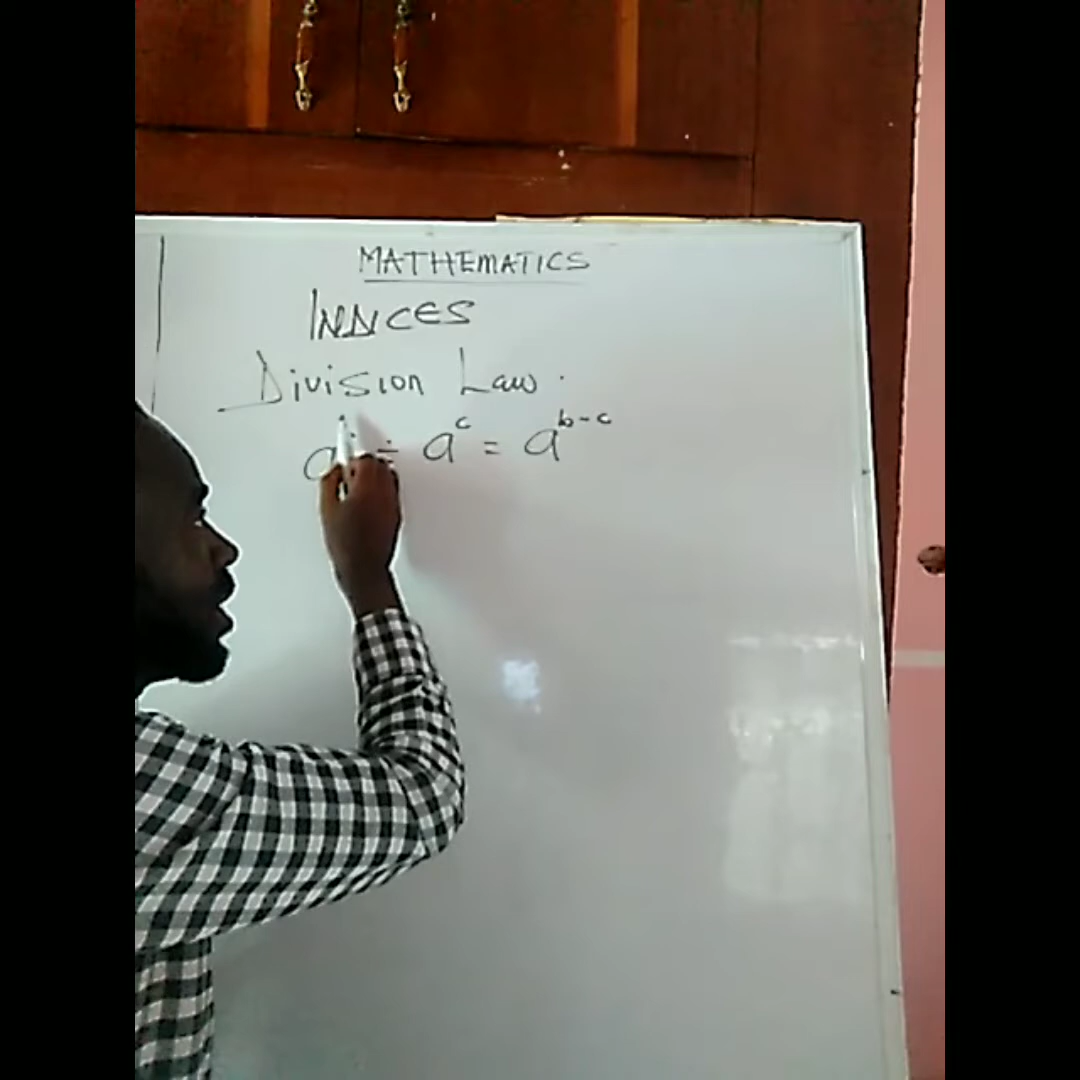 MATHEMATICS
INDICES
Division Law.
a ÷ a^c = a^{b-c}